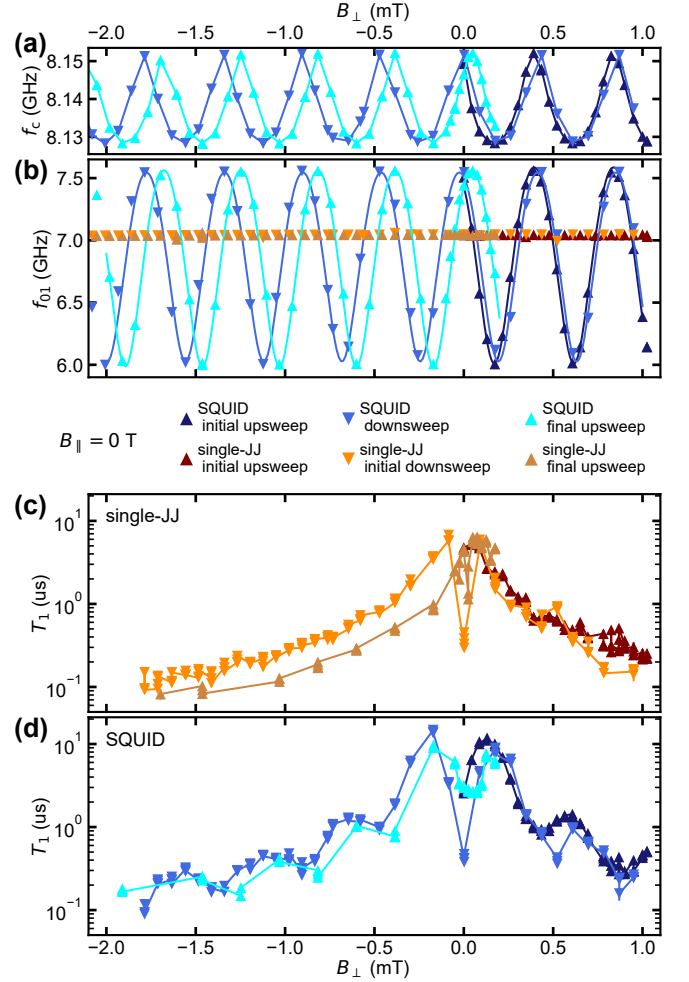 B⊥ (mT)
−2.0 −1.5 −1.0 −0.5 0.0 0.5 1.0
(a)
8.15
8.14
8.13
f_c (GHz)
(b)
7.5
7.0
6.5
6.0
f_01 (GHz)
B∥ = 0 T
SQUID initial upsweep
SQUID downsweep
SQUID final upsweep
single-JJ initial upsweep
single-JJ initial downsweep
single-JJ final upsweep
(c)
single-JJ
10^1
10^0
10^−1
T_1 (us)
(d)
SQUID
10^1
10^0
10^−1
T_1 (us)
−2.0 −1.5 −1.0 −0.5 0.0 0.5 1.0
B⊥ (mT)